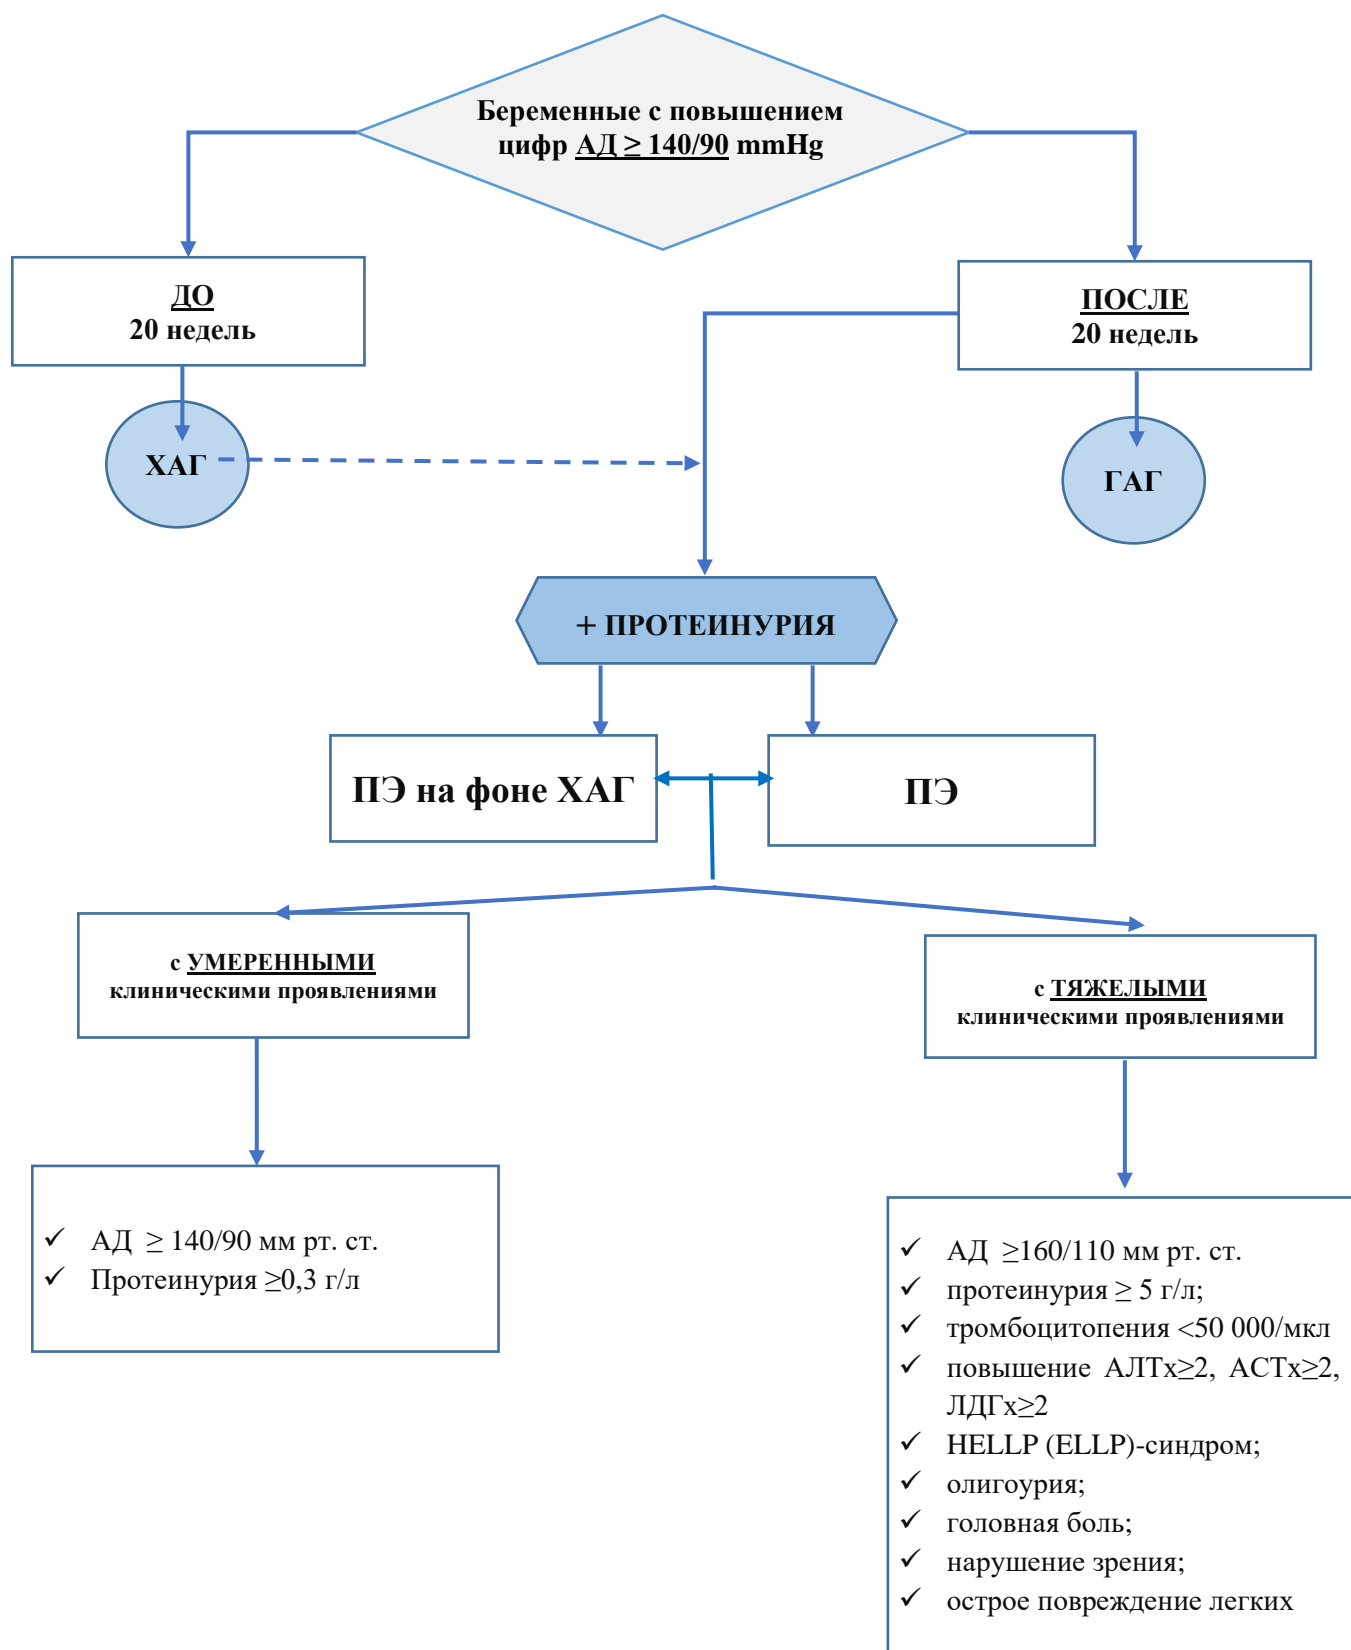 Беременные с повышением
цифр АД ≥ 140/90 mmHg
ДО
20 недель
ПОСЛЕ
20 недель
ХАГ
ГАГ
+ ПРОТЕИНУРИЯ
ПЭ на фоне ХАГ
ПЭ
с УМЕРЕННЫМИ
клиническими проявлениями
с ТЯЖЕЛЫМИ
клиническими проявлениями
✓ АД ≥ 140/90 мм рт. ст.
✓ Протеинурия ≥0,3 г/л
✓ АД ≥160/110 мм рт. ст.
✓ протеинурия ≥ 5 г/л;
✓ тромбоцитопения <50 000/мкл
✓ повышение АЛТх≥2, АСТх≥2,
ЛДГх≥2
✓ HELLP (ELLP)-синдром;
✓ олигоурия;
✓ головная боль;
✓ нарушение зрения;
✓ острое повреждение легких